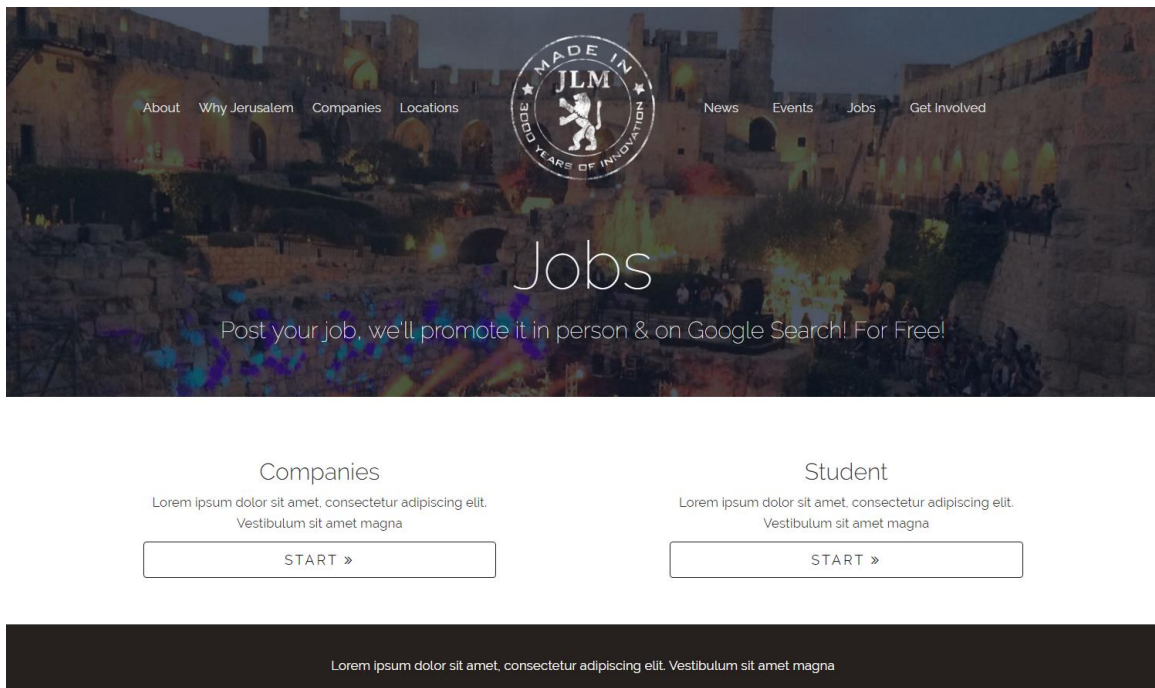 About Why Jerusalem Companies Locations
MADE IN
JLM
3000 YEARS OF INNOVATION
News Events Jobs Get Involved
Jobs
Post your job, we'll promote it in person & on Google Search! For Free!
Companies
Lorem ipsum dolor sit amet, consectetur adipiscing elit.
Vestibulum sit amet magna
START »
Student
Lorem ipsum dolor sit amet, consectetur adipiscing elit.
Vestibulum sit amet magna
START »
Lorem ipsum dolor sit amet, consectetur adipiscing elit. Vestibulum sit amet magna